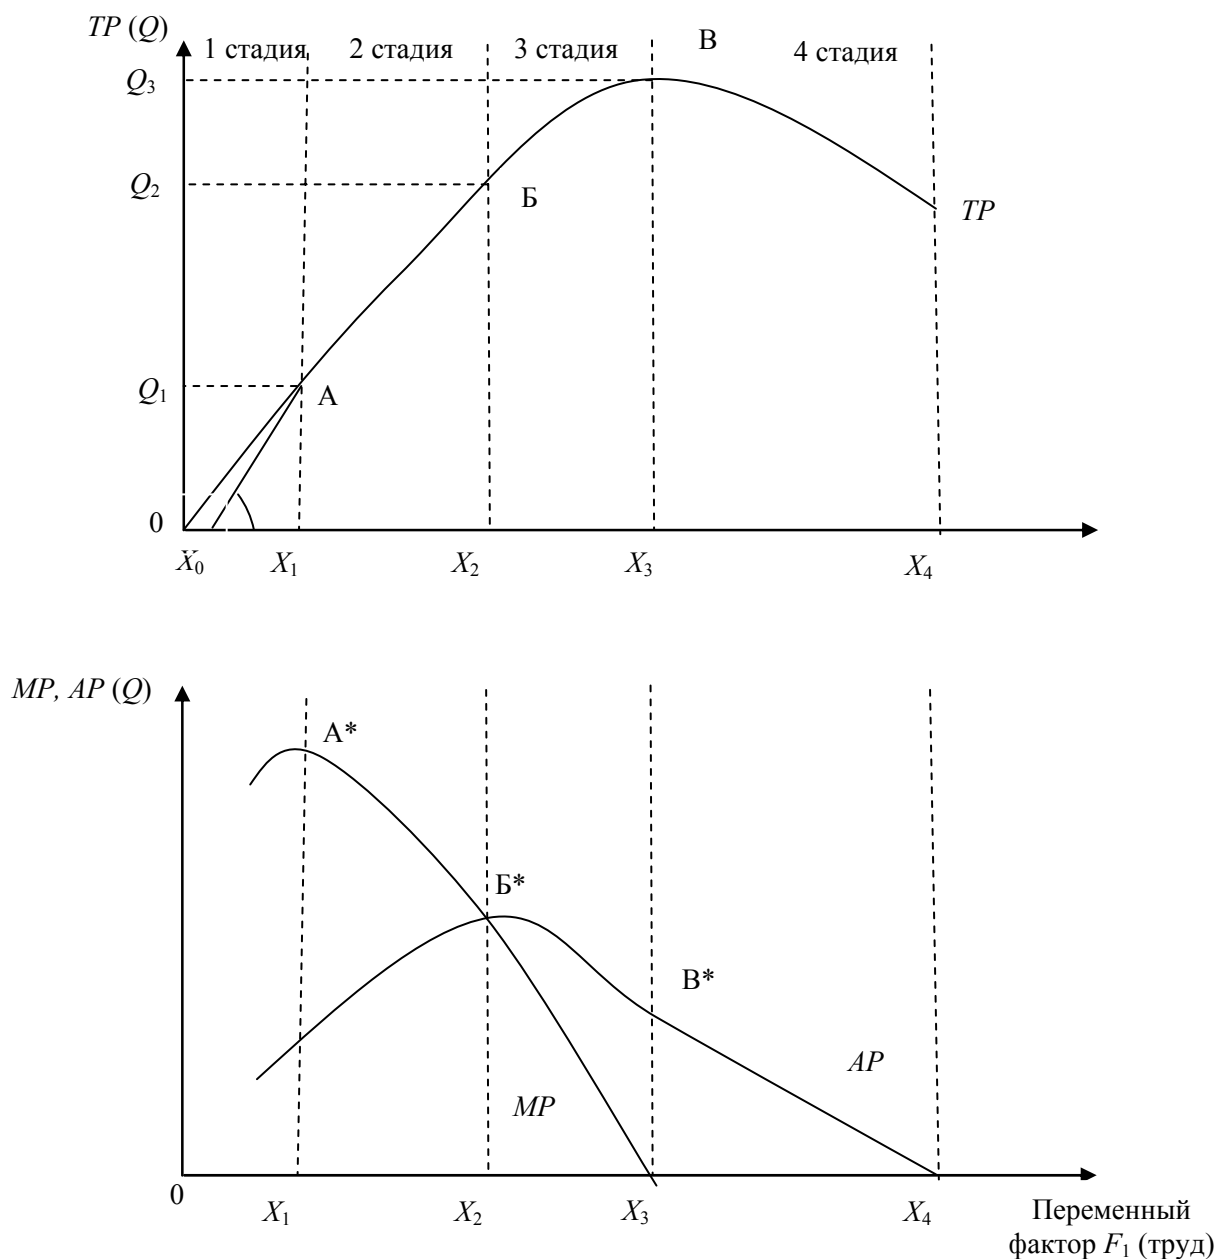 TP (Q)
1 стадия 2 стадия 3 стадия В 4 стадия
Q3
Q2
Б
TP
Q1
А
0
X0 X1 X2 X3 X4
MP, AP (Q)
А*
Б*
В*
AP
MP
0
X1 X2 X3 X4 Переменный
фактор F1 (труд)